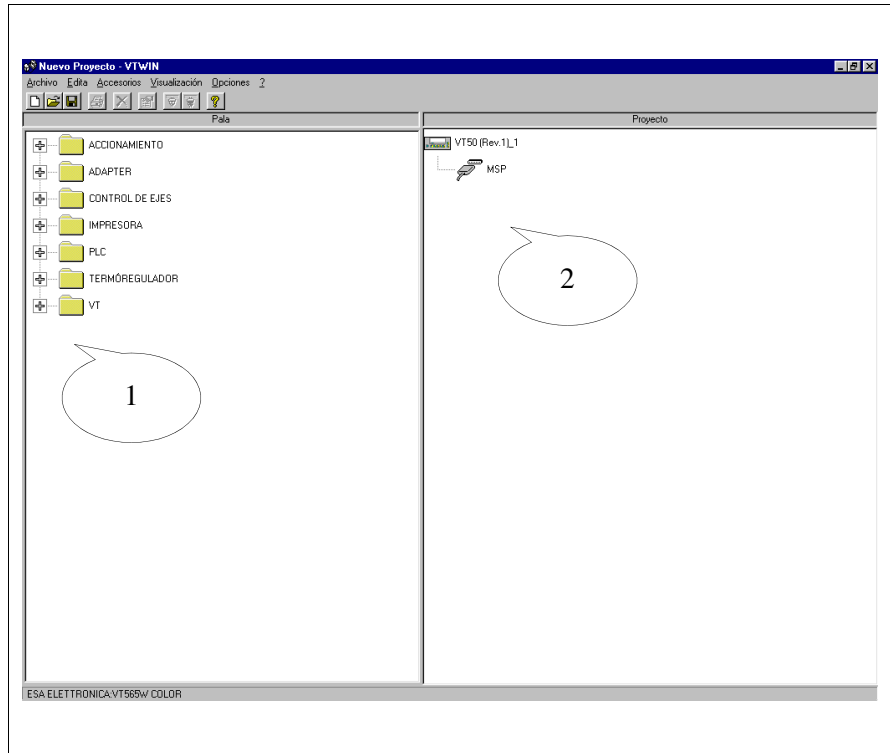 Nuevo Proyecto - VTWIN
Archivo Edita Accesorios Visualización Opciones ?
Pala
Proyecto
ACCIONAMIENTO
ADAPTER
CONTROL DE EJES
IMPRESORA
PLC
TERMÓREGULADOR
VT
1
VT50 (Rev.1)_1
MSP
2
ESA ELETTRONICA:VT565W COLOR